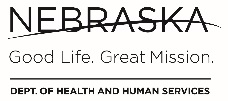 NEBRASKA
Good Life. Great Mission.
DEPT. OF HEALTH AND HUMAN SERVICES